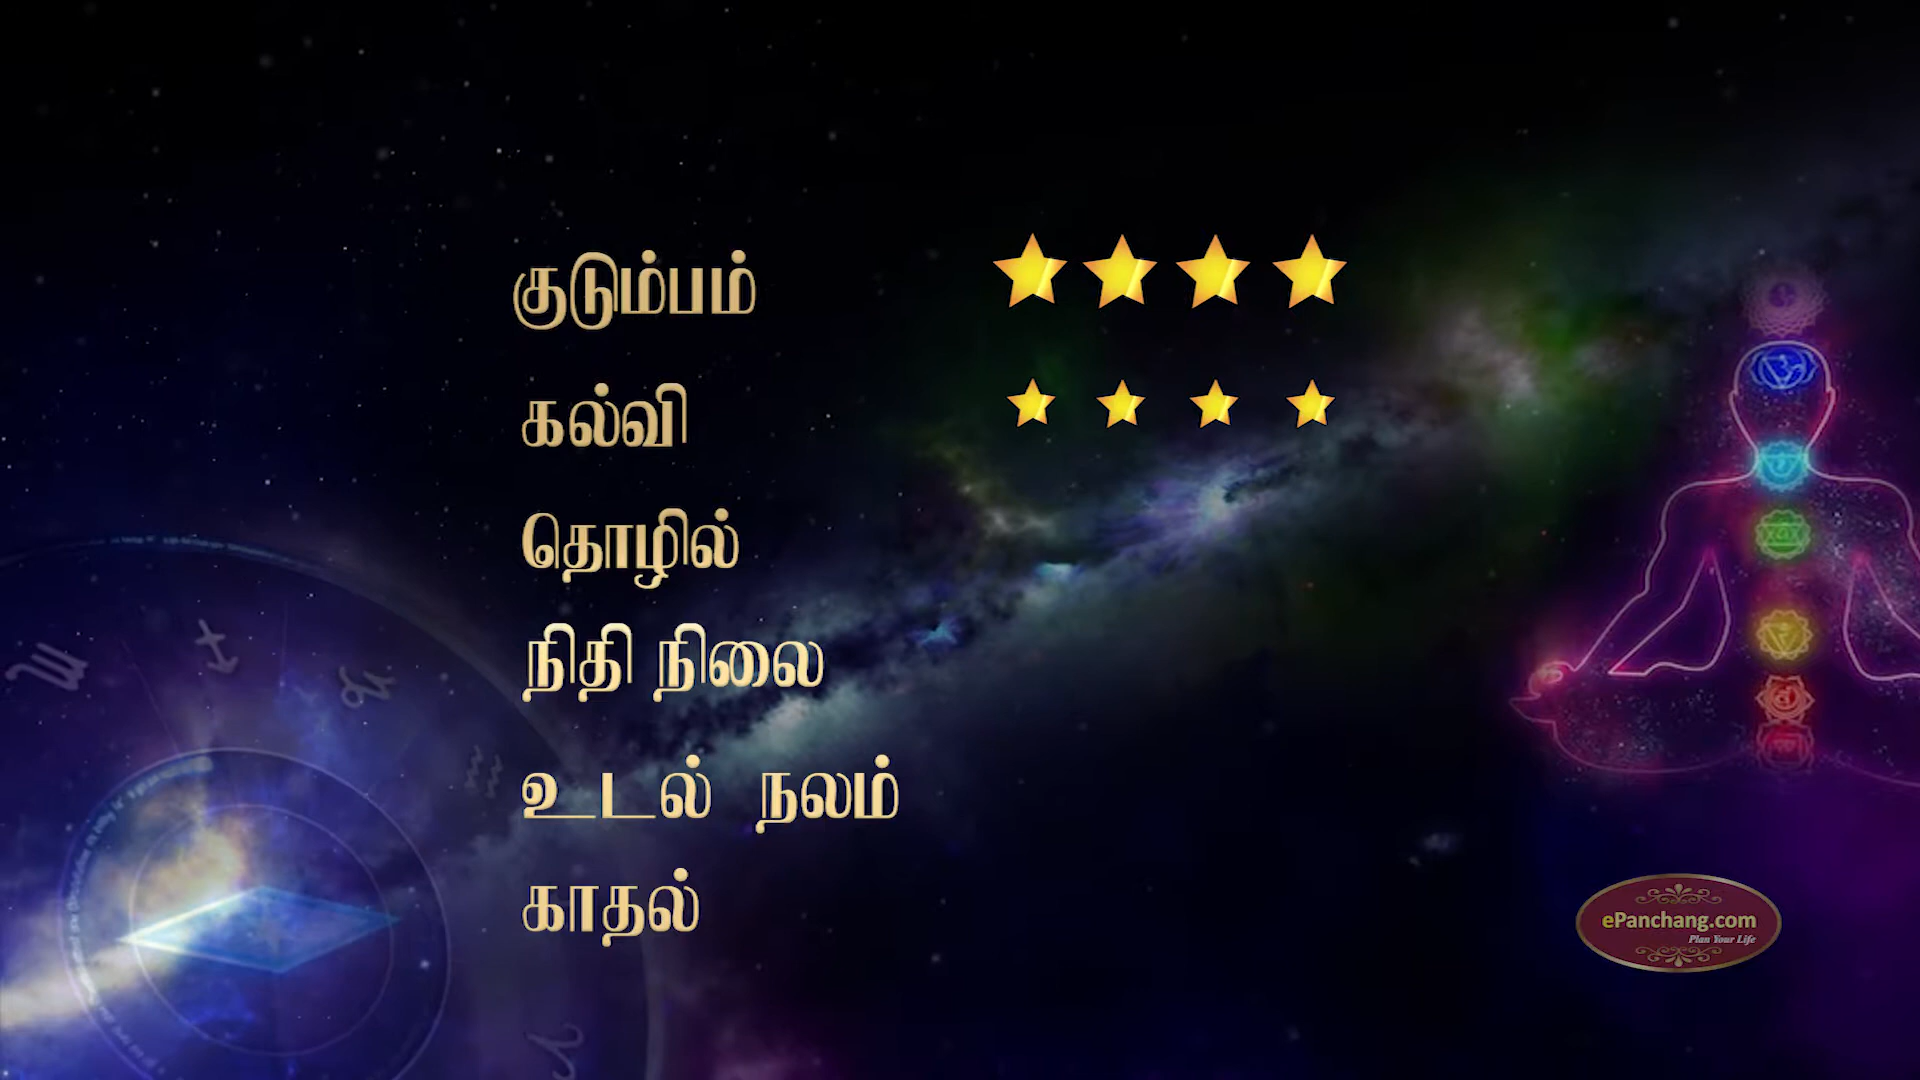 குடும்பம்
கல்வி
தொழில்
நிதி நிலை
உடல் நலம்
காதல்
ePanchang.com
Plan Your Life